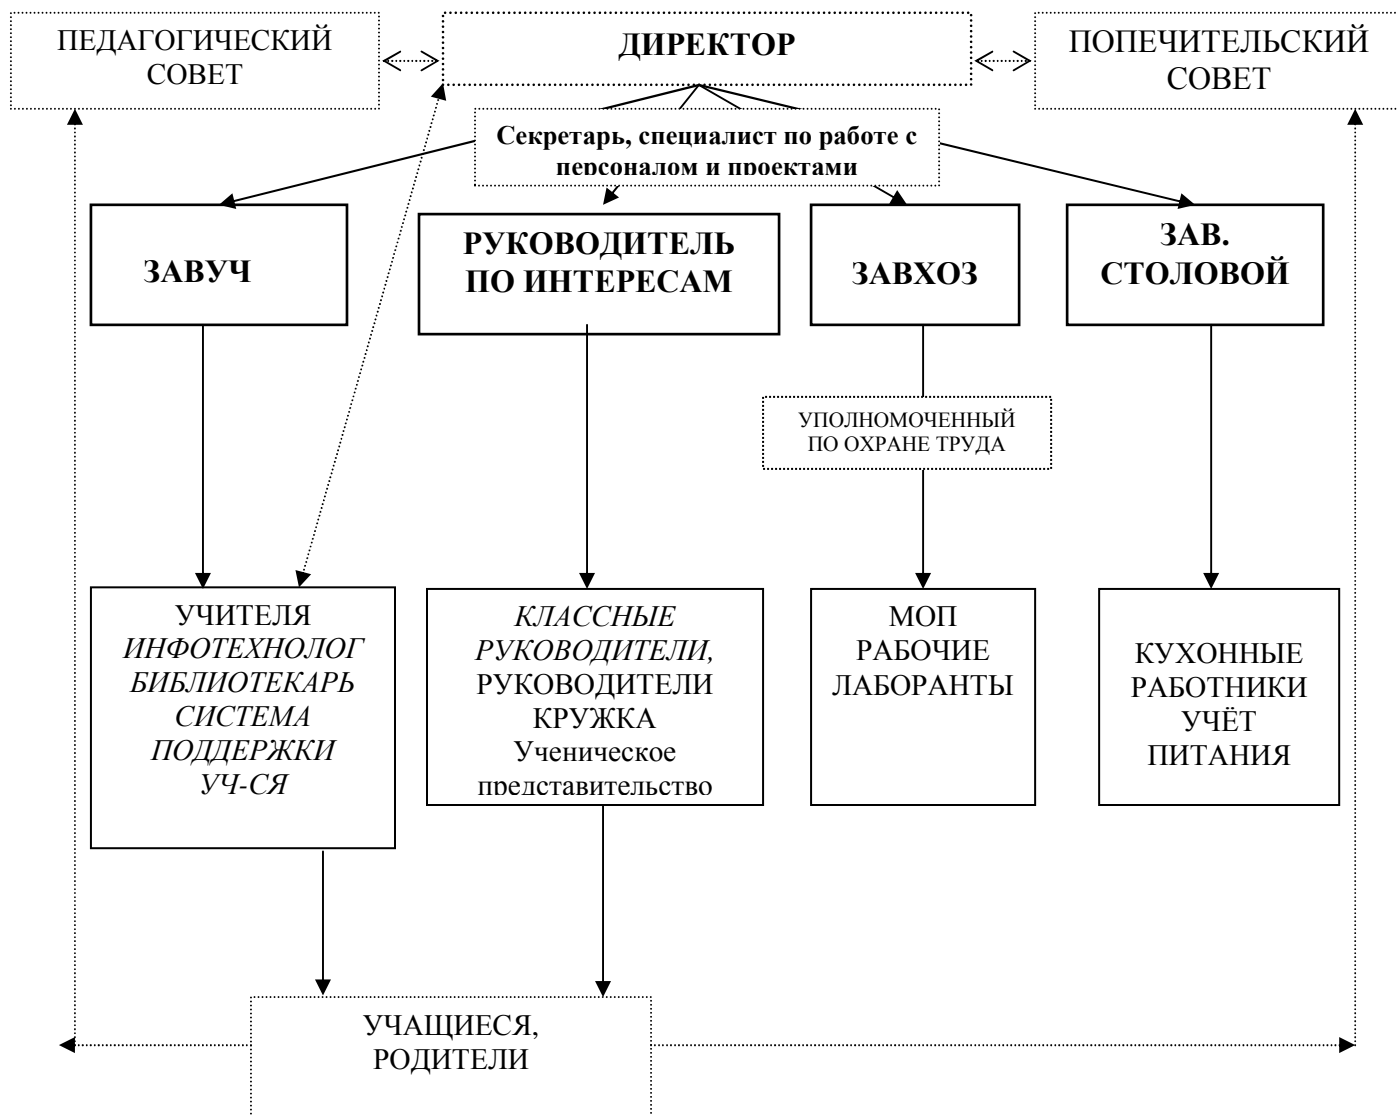 ПЕДАГОГИЧЕСКИЙ
СОВЕТ
ДИРЕКТОР
ПОПЕЧИТЕЛЬСКИЙ
СОВЕТ
Секретарь, специалист по работе с
персоналом и проектами
ЗАВУЧ
РУКОВОДИТЕЛЬ
ПО ИНТЕРЕСАМ
ЗАВХОЗ
ЗАВ.
СТОЛОВОЙ
УПОЛНОМОЧЕННЫЙ
ПО ОХРАНЕ ТРУДА
УЧИТЕЛЯ
ИНФОТЕХНОЛОГ
БИБЛИОТЕКАРЬ
СИСТЕМА
ПОДДЕРЖКИ
УЧ-СЯ
КЛАССНЫЕ
РУКОВОДИТЕЛИ,
РУКОВОДИТЕЛИ
КРУЖКА
Ученическое
представительство
МОП
РАБОЧИЕ
ЛАБОРАНТЫ
КУХОННЫЕ
РАБОТНИКИ
УЧЁТ
ПИТАНИЯ
УЧАЩИЕСЯ,
РОДИТЕЛИ